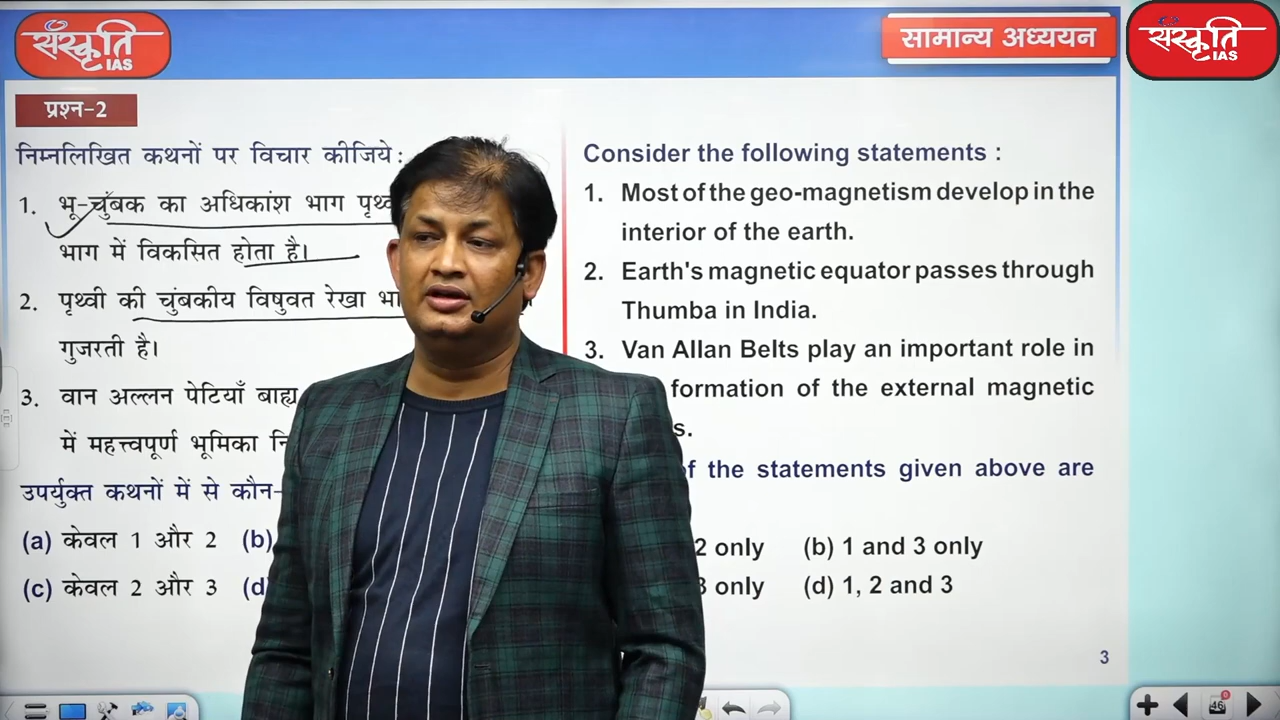 संस्कृति
IAS
सामान्य अध्ययन
संस्कृति
IAS
प्रश्न-2
निम्नलिखित कथनों पर विचार कीजिये :
1. भू-चुंबक का अधिकांश भाग
भाग में विकसित होता है।
2. पृथ्वी की चुंबकीय विषुवत रेखा
गुजरती है।
3. वान अल्लन पेटियाँ बाह्य
में महत्त्वपूर्ण भूमिका
उपर्युक्त कथनों में से कौन-
(a) केवल 1 और 2 (b)
(c) केवल 2 और 3 (d
Consider the following statements :
1. Most of the geo-magnetism develop in the
interior of the earth.
2. Earth's magnetic equator passes through
Thumba in India.
3. Van Allan Belts play an important role in
formation of the external magnetic
s.
of the statements given above are
2 only (b) 1 and 3 only
3 only (d) 1, 2 and 3
3
46